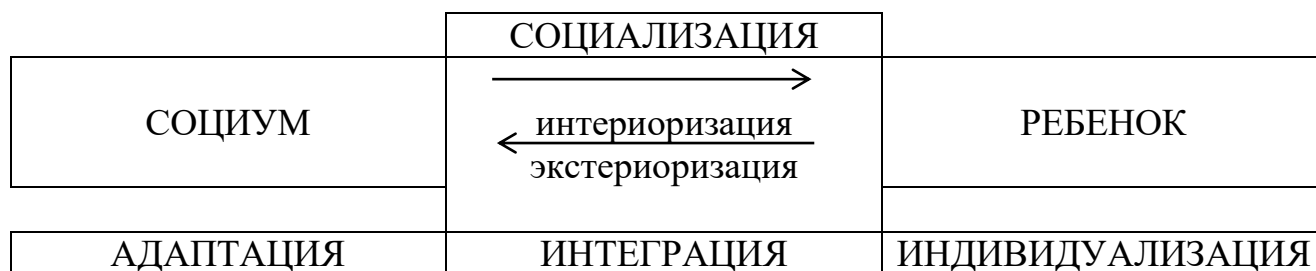 СОЦИАЛИЗАЦИЯ
СОЦИУМ
интериоризация
экстериоризация
РЕБЕНОК
АДАПТАЦИЯ
ИНТЕГРАЦИЯ
ИНДИВИДУАЛИЗАЦИЯ